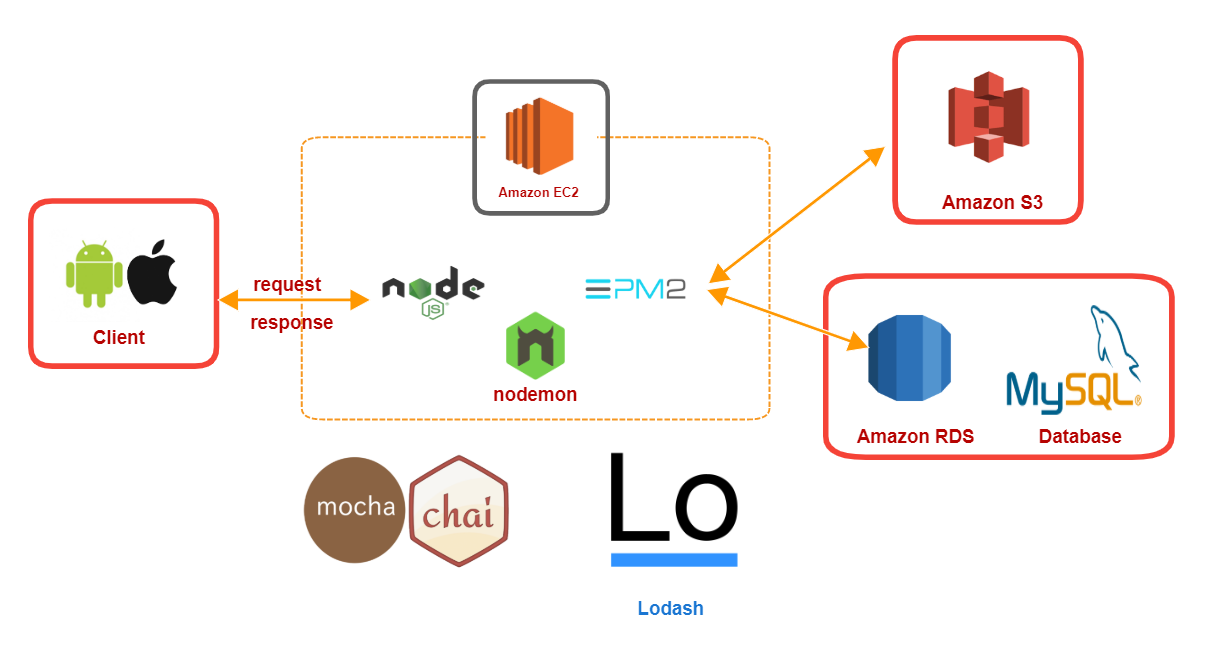 Amazon EC2
Amazon S3
Client
request
response
node
JS
PM2
nodemon
Amazon RDS
MySQL®
Database
mocha
chai
Lo
Lodash